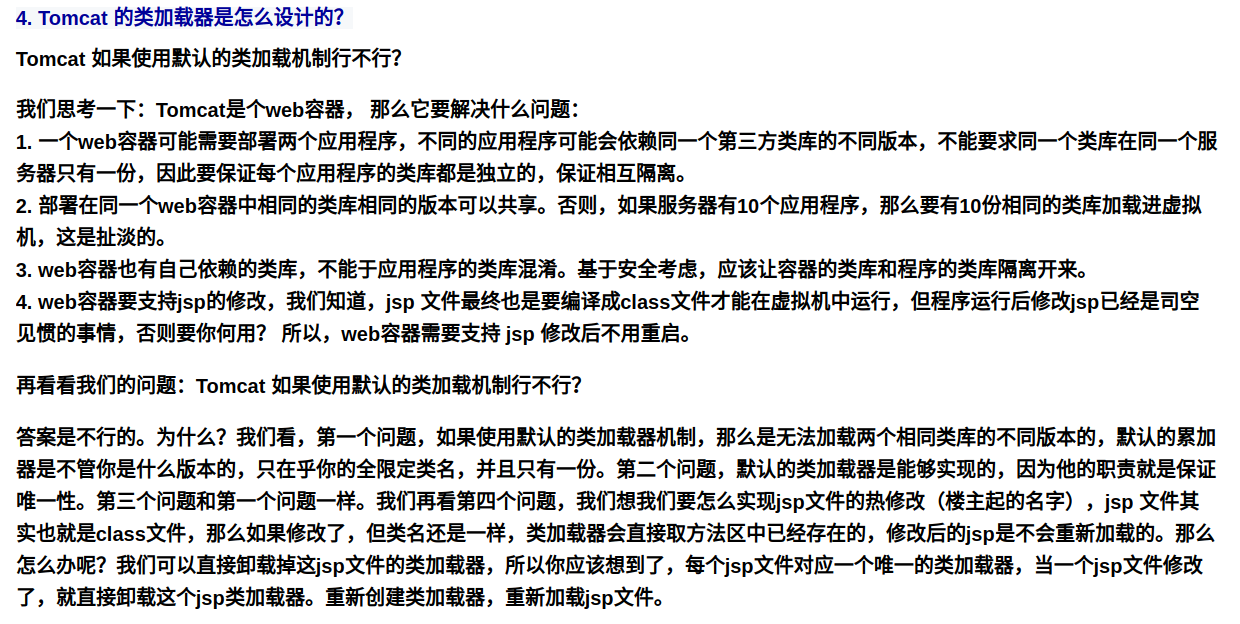 4. Tomcat 的类加载器是怎么设计的？
Tomcat 如果使用默认的类加载机制行不行？
我们思考一下：Tomcat是个web容器， 那么它要解决什么问题：
1. 一个web容器可能需要部署两个应用程序，不同的应用程序可能会依赖同一个第三方类库的不同版本，不能要求同一个类库在同一个服
务器只有一份，因此要保证每个应用程序的类库都是独立的，保证相互隔离。
2. 部署在同一个web容器中相同的类库相同的版本可以共享。否则，如果服务器有10个应用程序，那么要有10份相同的类库加载进虚拟
机，这是扯淡的。
3. web容器也有自己依赖的类库，不能于应用程序的类库混淆。基于安全考虑，应该让容器的类库和程序的类库隔离开来。
4. web容器要支持jsp的修改，我们知道，jsp 文件最终也是要编译成class文件才能在虚拟机中运行，但程序运行后修改jsp已经是司空
见惯的事情，否则要你何用？ 所以，web容器需要支持 jsp 修改后不用重启。
再看看我们的问题：Tomcat 如果使用默认的类加载机制行不行？
答案是不行的。为什么？我们看，第一个问题，如果使用默认的类加载器机制，那么是无法加载两个相同类库的不同版本的，默认的累加
器是不管你是什么版本的，只在乎你的全限定类名，并且只有一份。第二个问题，默认的类加载器是能够实现的，因为他的职责就是保证
唯一性。第三个问题和第一个问题一样。我们再看第四个问题，我们想我们要怎么实现jsp文件的热修改（楼主起的名字），jsp 文件其
实也就是class文件，那么如果修改了，但类名还是一样，类加载器会直接取方法区中已经存在的，修改后的jsp是不会重新加载的。那么
怎么办呢？我们可以直接卸载掉这jsp文件的类加载器，所以你应该想到了，每个jsp文件对应一个唯一的类加载器，当一个jsp文件修改
了，就直接卸载这个jsp类加载器。重新创建类加载器，重新加载jsp文件。